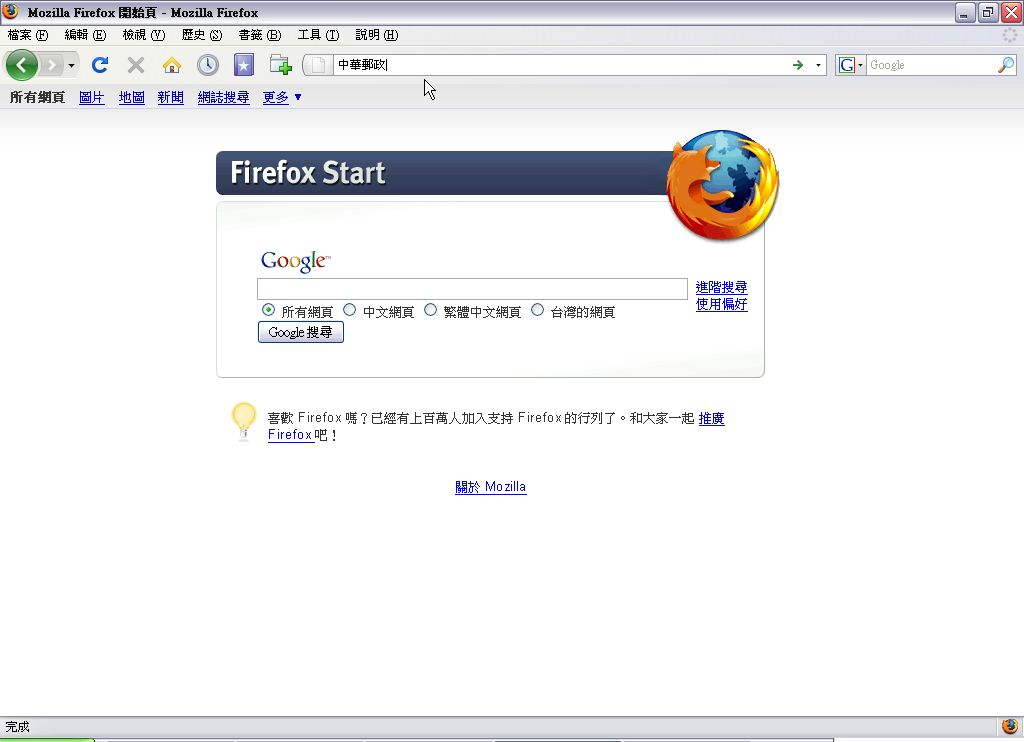 Mozilla Firefox 開始頁 - Mozilla Firefox
檔案 (F) 編輯 (E) 檢視 (V) 歷史 (S) 書籤 (B) 工具 (T) 說明 (H)
中華郵政
Google
所有網頁 圖片 地圖 新聞 網誌搜尋 更多 ▼
Firefox Start
Google™
進階搜尋
使用偏好
所有網頁 中文網頁 繁體中文網頁 台灣的網頁
Google 搜尋
喜歡 Firefox 嗎？已經有上百萬人加入支持 Firefox 的行列了。和大家一起 推廣
Firefox 吧！
關於 Mozilla
完成